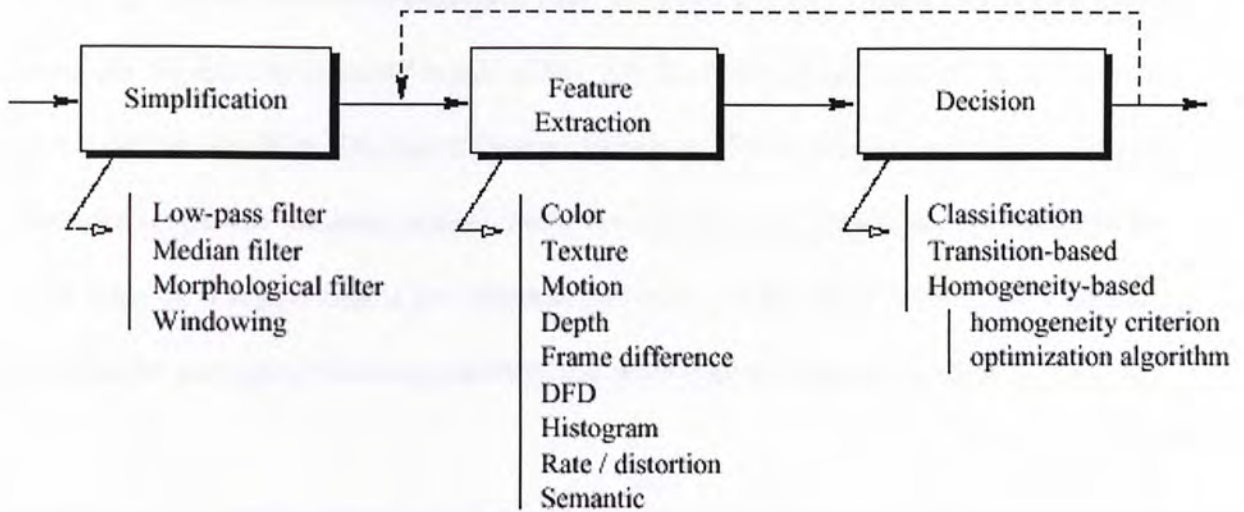 Simplification
Feature
Extraction
Decision
Low-pass filter
Median filter
Morphological filter
Windowing
Color
Texture
Motion
Depth
Frame difference
DFD
Histogram
Rate / distortion
Semantic
Classification
Transition-based
Homogeneity-based
homogeneity criterion
optimization algorithm